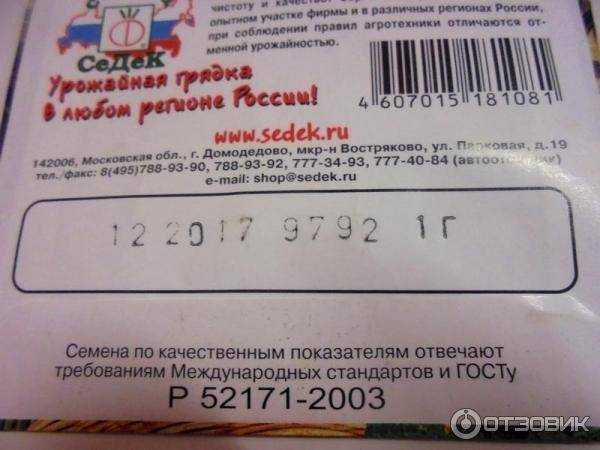 чистоту и качество
опытном участке фирмы и в различных регионах России,
при соблюдении правил агротехники отличаются от-
менной урожайностью.
СеДеК
Урожайная грядка
в любом регионе России!
4 607015 181081
www.sedek.ru
142006, Московская обл., г. Домодедово, мкр-н Востряково, ул. Парковая, д.19
тел./факс: 8(495)788-93-90, 788-93-92, 777-34-93, 777-40-84 (автоответчик)
e-mail: shop@sedek.ru
12 2017 9792 1г
Семена по качественным показателям отвечают
требованиям Международных стандартов и ГОСТу
Р 52171-2003
ОТЗОВИК